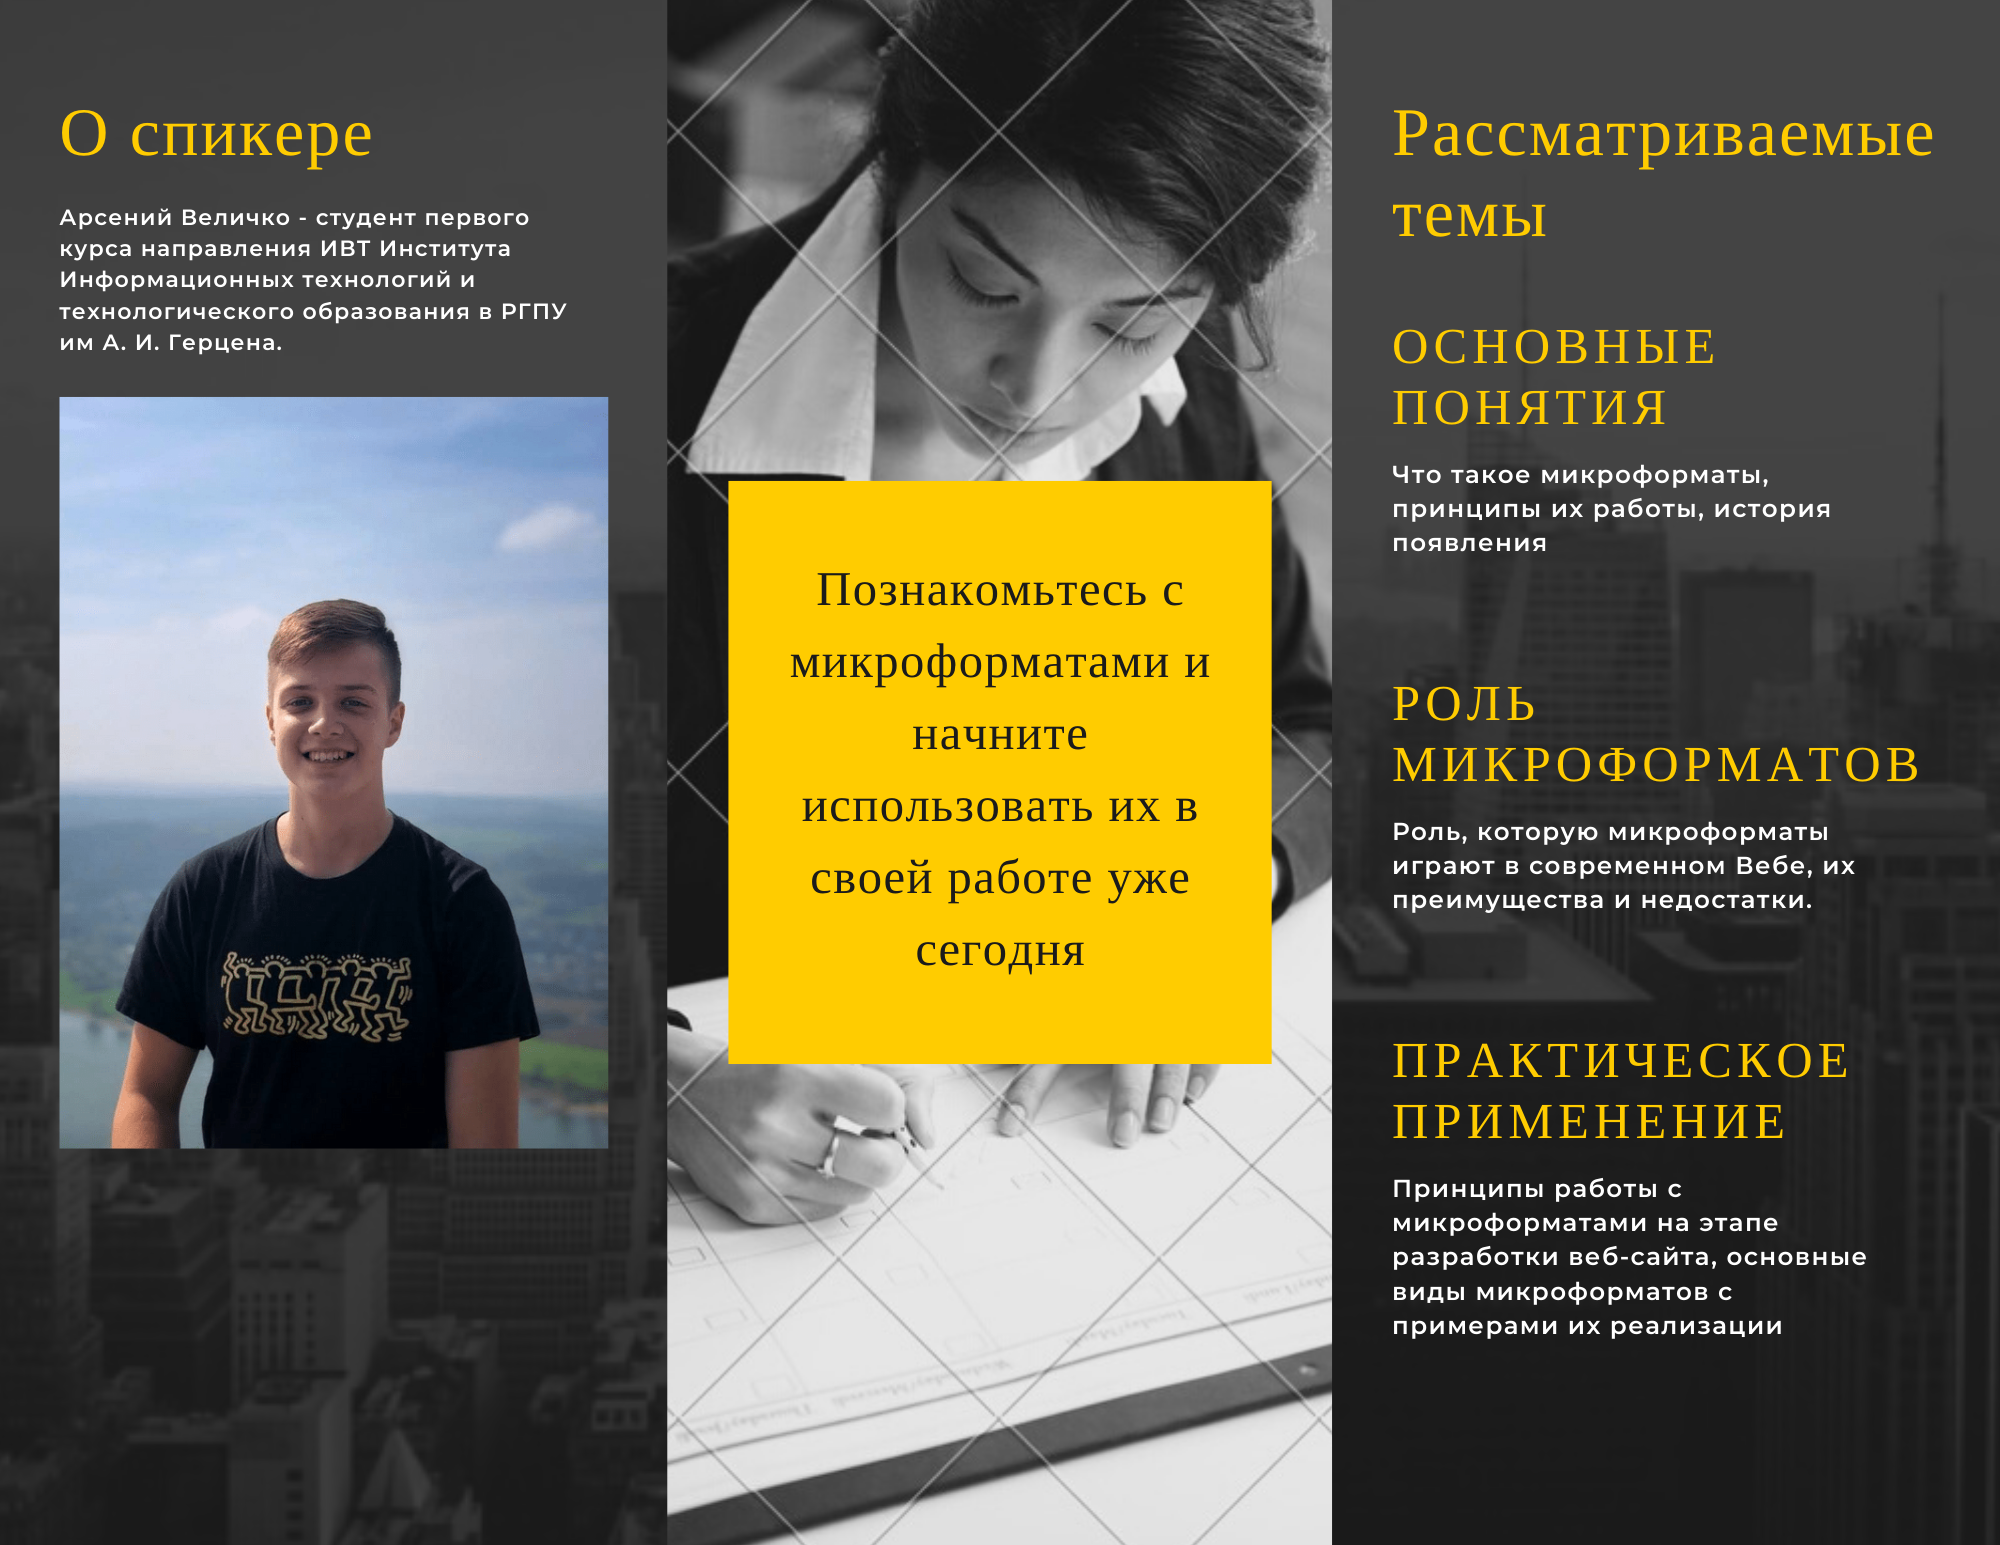 О спикере
Арсений Величко - студент первого
курса направления ИВТ Института
Информационных технологий и
технологического образования в РГПУ
им А. И. Герцена.
Познакомьтесь с
микроформатами и
начните
использовать их в
своей работе уже
сегодня
Рассматриваемые
темы
ОСНОВНЫЕ
ПОНЯТИЯ
Что такое микроформаты,
принципы их работы, история
появления
РОЛЬ
МИКРОФОРМАТОВ
Роль, которую микроформаты
играют в современном Вебе, их
преимущества и недостатки.
ПРАКТИЧЕСКОЕ
ПРИМЕНЕНИЕ
Принципы работы с
микроформатами на этапе
разработки веб-сайта, основные
виды микроформатов с
примерами их реализации